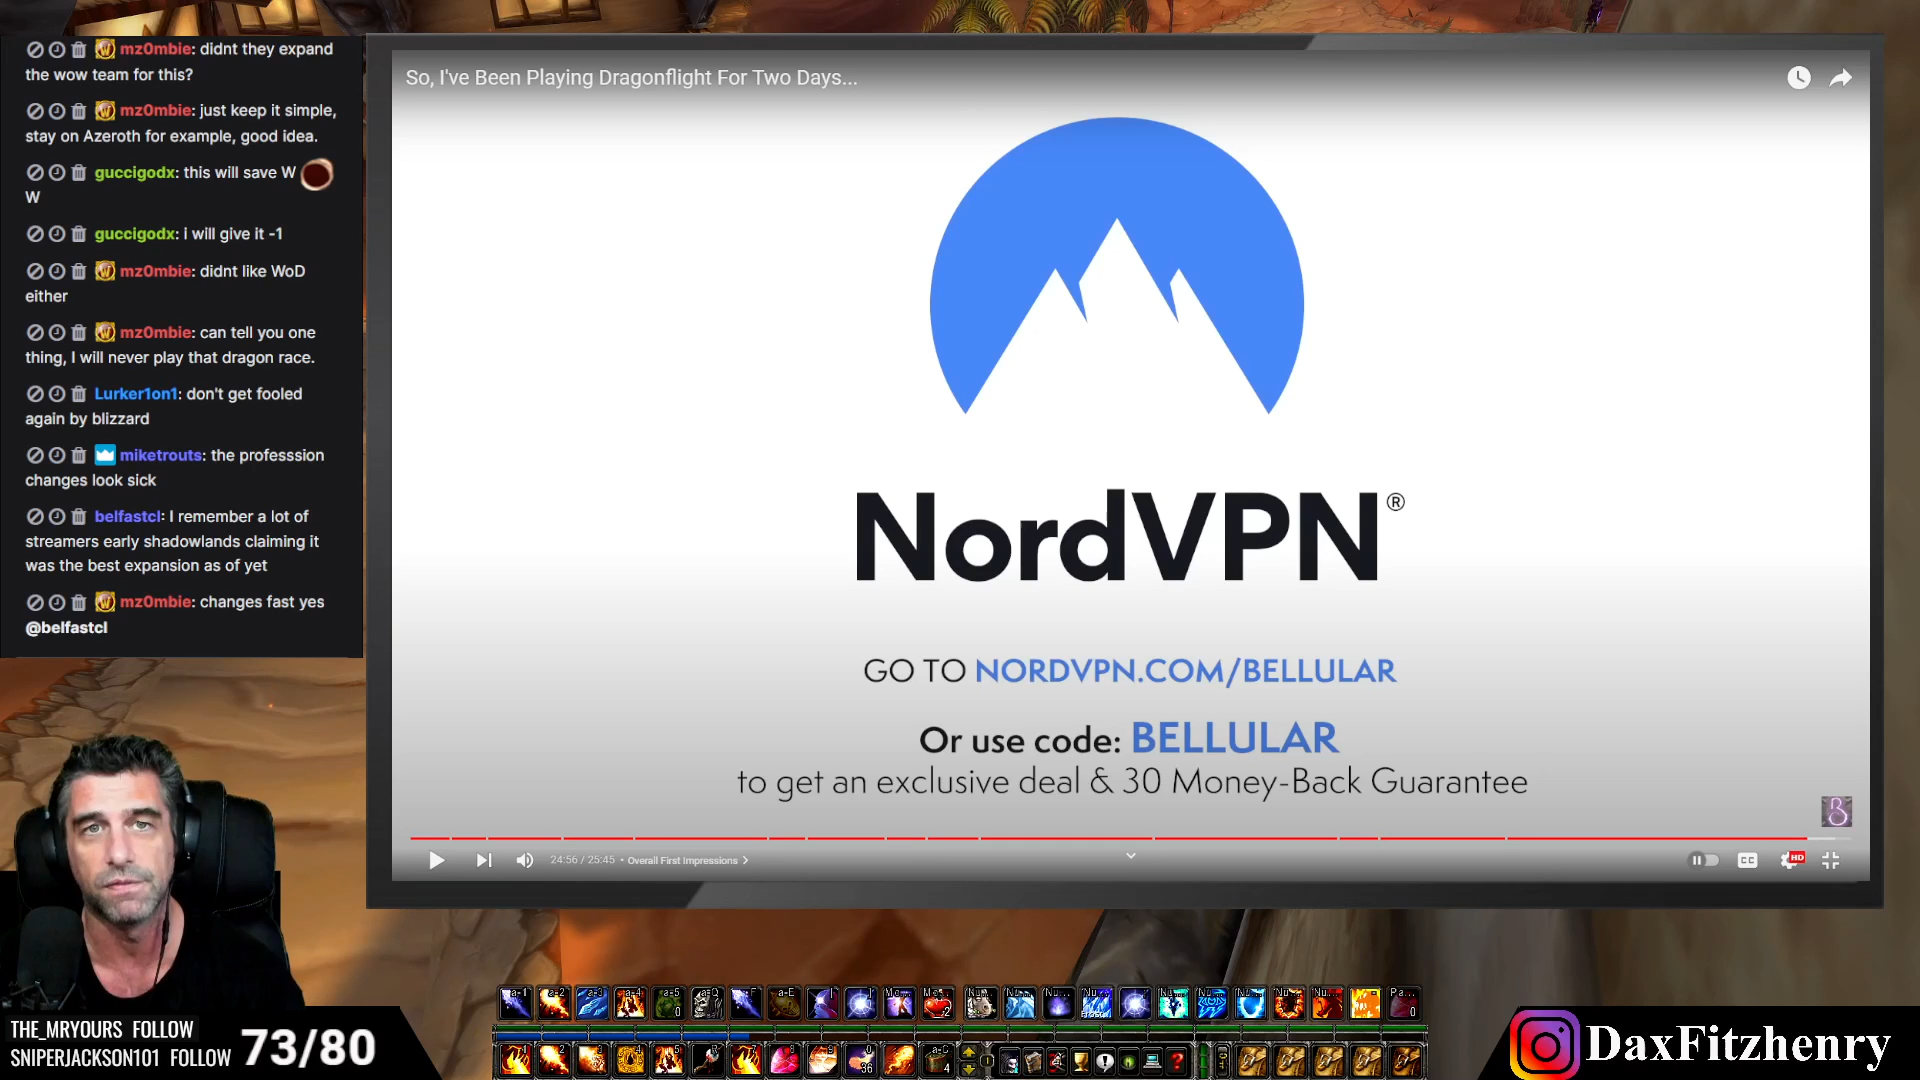 mz0mbie: didnt they expand
the wow team for this?
mz0mbie: just keep it simple,
stay on Azeroth for example, good idea.
guccigodx: this will save W
W
guccigodx: i will give it -1
mz0mbie: didnt like WoD
either
mz0mbie: can tell you one
thing, I will never play that dragon race.
Lurker1on1: don't get fooled
again by blizzard
miketrouts: the professsion
changes look sick
belfastcl: I remember a lot of
streamers early shadowlands claiming it
was the best expansion as of yet
mz0mbie: changes fast yes
@belfastcl
So, I've Been Playing Dragonflight For Two Days...
NordVPN®
GO TO NORDVPN.COM/BELLULAR
Or use code: BELLULAR
to get an exclusive deal & 30 Money-Back Guarantee
B
24:56 / 25:45 • Overall First Impressions
CC
HD
THE_MRYOURS FOLLOW
SNIPERJACKSON101 FOLLOW
73/80
DaxFitzhenry